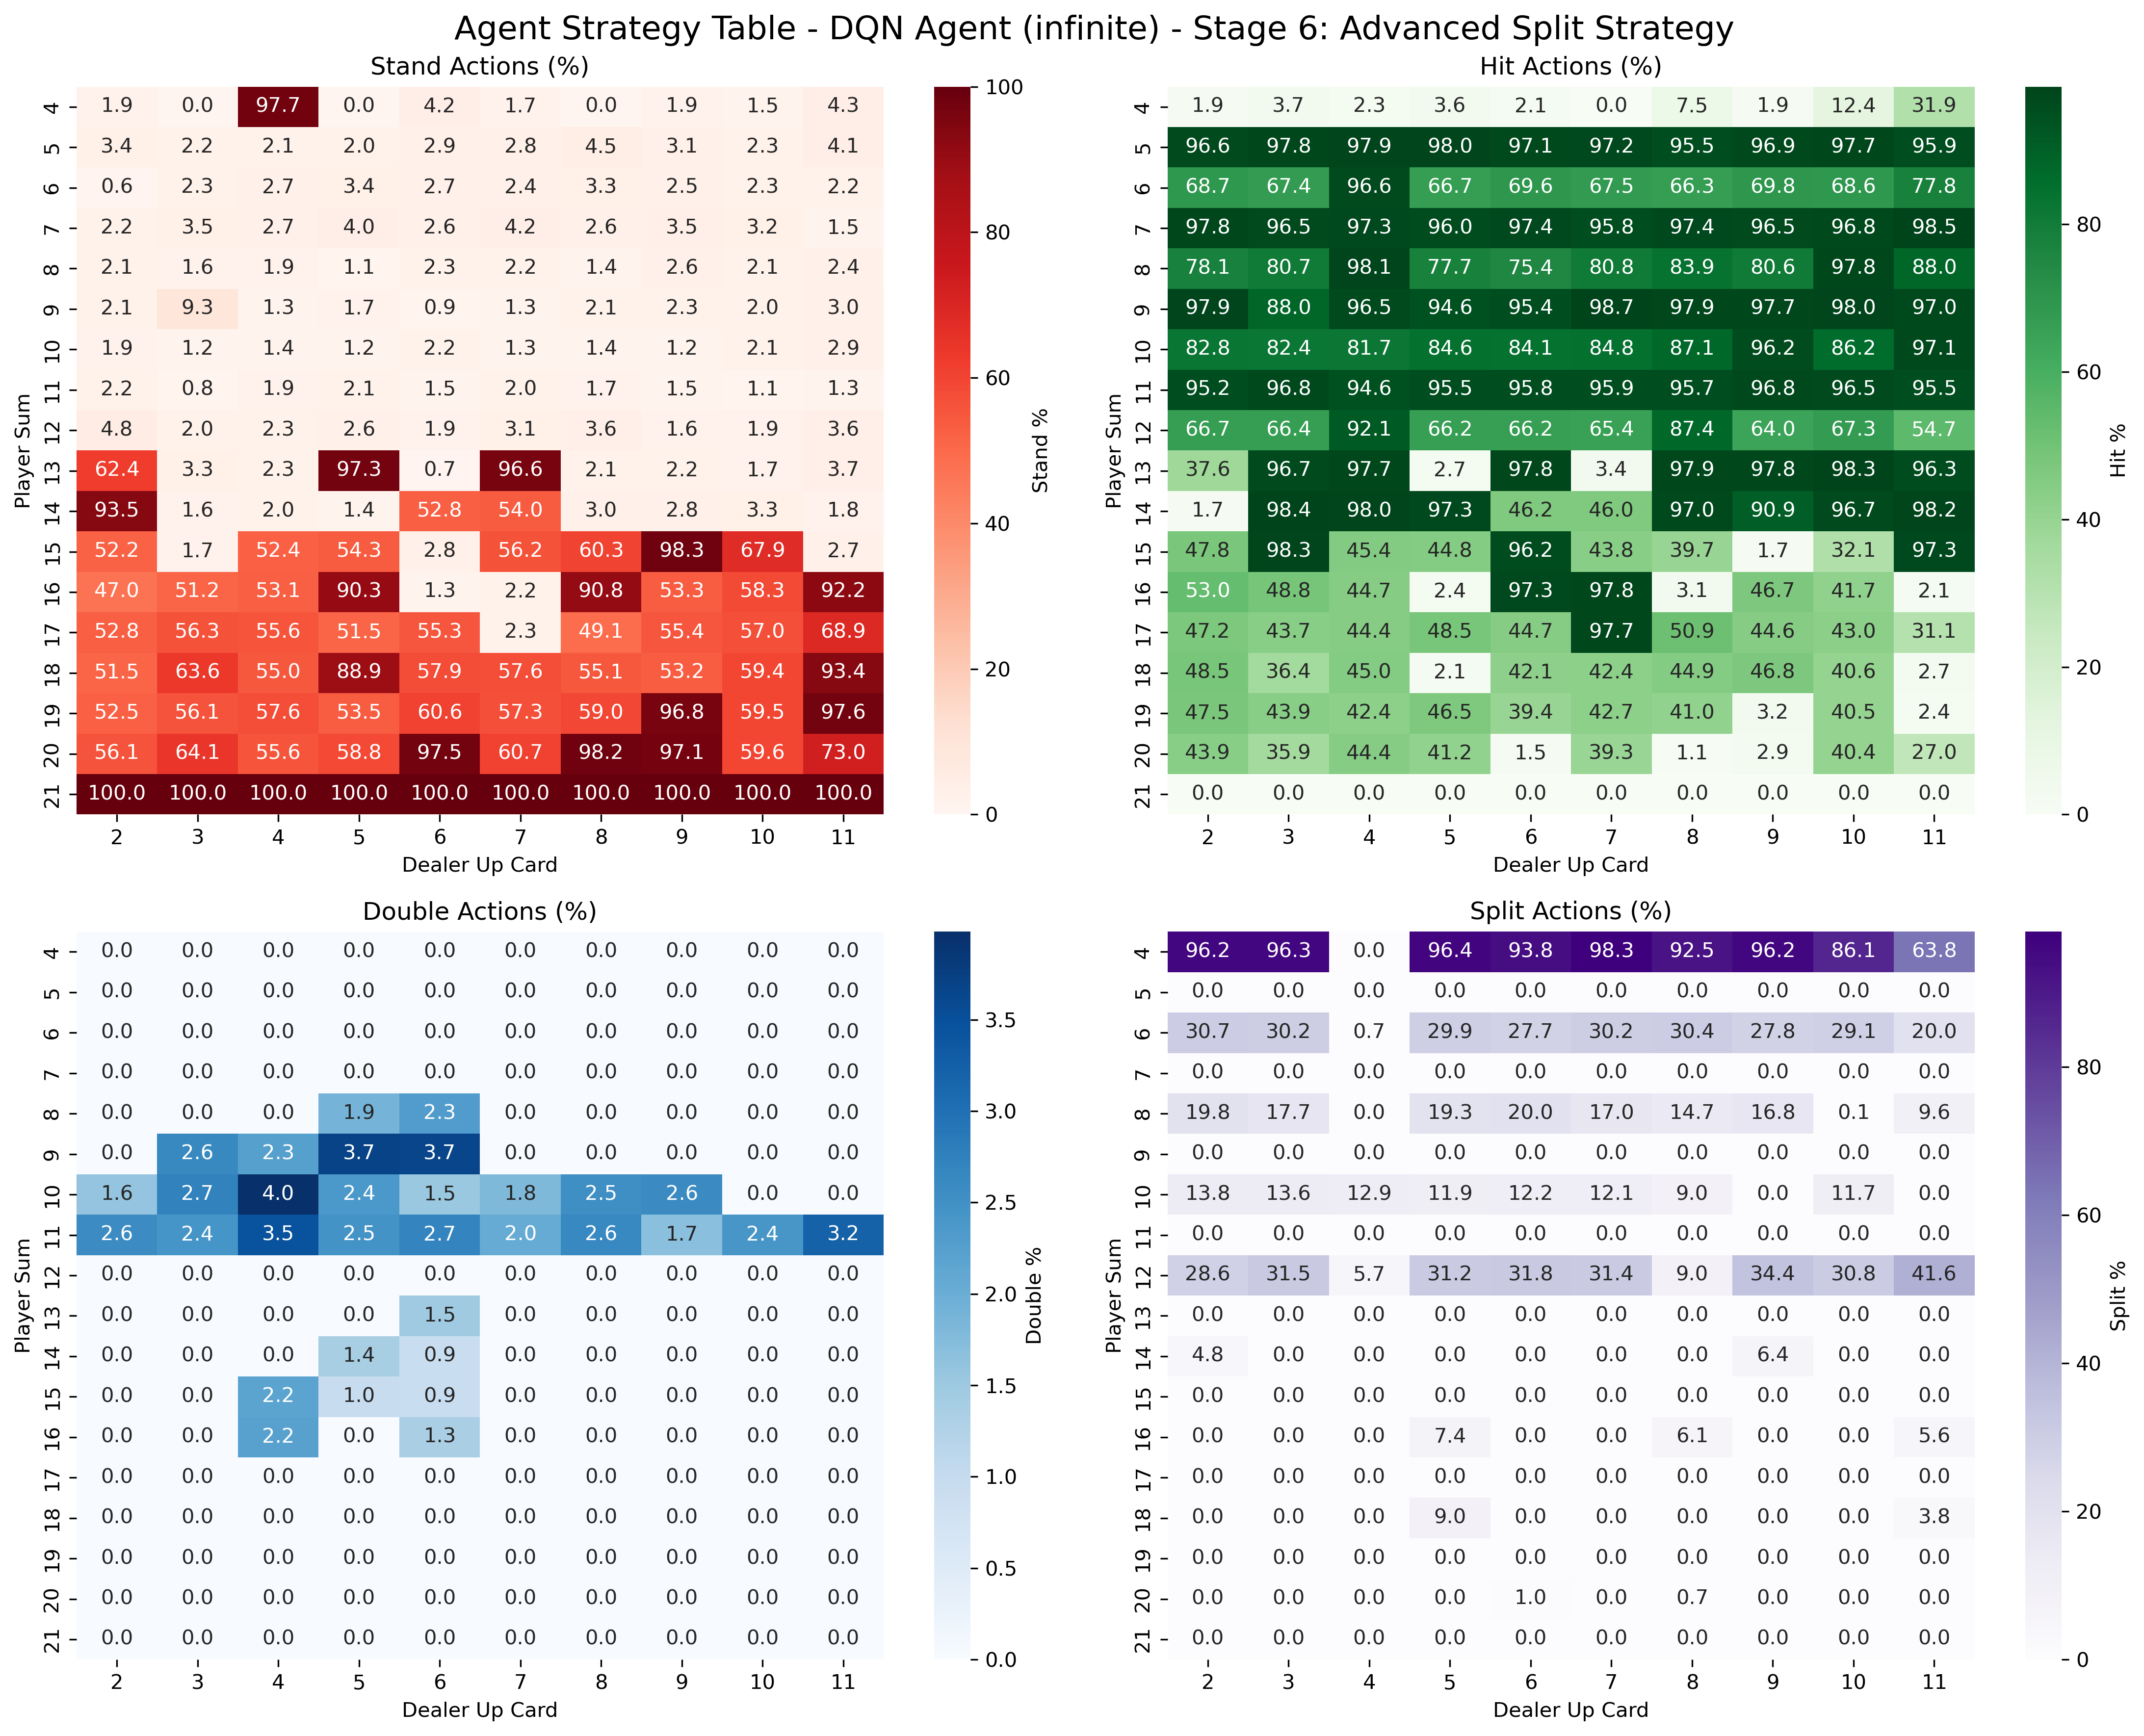 Agent Strategy Table - DQN Agent (infinite) - Stage 6: Advanced Split Strategy
Stand Actions (%)
4 1.9 0.0 97.7 0.0 4.2 1.7 0.0 1.9 1.5 4.3
5 3.4 2.2 2.1 2.0 2.9 2.8 4.5 3.1 2.3 4.1
6 0.6 2.3 2.7 3.4 2.7 2.4 3.3 2.5 2.3 2.2
7 2.2 3.5 2.7 4.0 2.6 4.2 2.6 3.5 3.2 1.5
8 2.1 1.6 1.9 1.1 2.3 2.2 1.4 2.6 2.1 2.4
9 2.1 9.3 1.3 1.7 0.9 1.3 2.1 2.3 2.0 3.0
10 1.9 1.2 1.4 1.2 2.2 1.3 1.4 1.2 2.1 2.9
11 2.2 0.8 1.9 2.1 1.5 2.0 1.7 1.5 1.1 1.3
12 4.8 2.0 2.3 2.6 1.9 3.1 3.6 1.6 1.9 3.6
13 62.4 3.3 2.3 97.3 0.7 96.6 2.1 2.2 1.7 3.7
14 93.5 1.6 2.0 1.4 52.8 54.0 3.0 2.8 3.3 1.8
15 52.2 1.7 52.4 54.3 2.8 56.2 60.3 98.3 67.9 2.7
16 47.0 51.2 53.1 90.3 1.3 2.2 90.8 53.3 58.3 92.2
17 52.8 56.3 55.6 51.5 55.3 2.3 49.1 55.4 57.0 68.9
18 51.5 63.6 55.0 88.9 57.9 57.6 55.1 53.2 59.4 93.4
19 52.5 56.1 57.6 53.5 60.6 57.3 59.0 96.8 59.5 97.6
20 56.1 64.1 55.6 58.8 97.5 60.7 98.2 97.1 59.6 73.0
21 100.0 100.0 100.0 100.0 100.0 100.0 100.0 100.0 100.0 100.0
2 3 4 5 6 7 8 9 10 11
Dealer Up Card
Player Sum
100
80
60
40
20
0
Stand %
Hit Actions (%)
4 1.9 3.7 2.3 3.6 2.1 0.0 7.5 1.9 12.4 31.9
5 96.6 97.8 97.9 98.0 97.1 97.2 95.5 96.9 97.7 95.9
6 68.7 67.4 96.6 66.7 69.6 67.5 66.3 69.8 68.6 77.8
7 97.8 96.5 97.3 96.0 97.4 95.8 97.4 96.5 96.8 98.5
8 78.1 80.7 98.1 77.7 75.4 80.8 83.9 80.6 97.8 88.0
9 97.9 88.0 96.5 94.6 95.4 98.7 97.9 97.7 98.0 97.0
10 82.8 82.4 81.7 84.6 84.1 84.8 87.1 96.2 86.2 97.1
11 95.2 96.8 94.6 95.5 95.8 95.9 95.7 96.8 96.5 95.5
12 66.7 66.4 92.1 66.2 66.2 65.4 87.4 64.0 67.3 54.7
13 37.6 96.7 97.7 2.7 97.8 3.4 97.9 97.8 98.3 96.3
14 1.7 98.4 98.0 97.3 46.2 46.0 97.0 90.9 96.7 98.2
15 47.8 98.3 45.4 44.8 96.2 43.8 39.7 1.7 32.1 97.3
16 53.0 48.8 44.7 2.4 97.3 97.8 3.1 46.7 41.7 2.1
17 47.2 43.7 44.4 48.5 44.7 97.7 50.9 44.6 43.0 31.1
18 48.5 36.4 45.0 2.1 42.1 42.4 44.9 46.8 40.6 2.7
19 47.5 43.9 42.4 46.5 39.4 42.7 41.0 3.2 40.5 2.4
20 43.9 35.9 44.4 41.2 1.5 39.3 1.1 2.9 40.4 27.0
21 0.0 0.0 0.0 0.0 0.0 0.0 0.0 0.0 0.0 0.0
2 3 4 5 6 7 8 9 10 11
Dealer Up Card
Player Sum
80
60
40
20
0
Hit %
Double Actions (%)
4 0.0 0.0 0.0 0.0 0.0 0.0 0.0 0.0 0.0 0.0
5 0.0 0.0 0.0 0.0 0.0 0.0 0.0 0.0 0.0 0.0
6 0.0 0.0 0.0 0.0 0.0 0.0 0.0 0.0 0.0 0.0
7 0.0 0.0 0.0 0.0 0.0 0.0 0.0 0.0 0.0 0.0
8 0.0 0.0 0.0 1.9 2.3 0.0 0.0 0.0 0.0 0.0
9 0.0 2.6 2.3 3.7 3.7 0.0 0.0 0.0 0.0 0.0
10 1.6 2.7 4.0 2.4 1.5 1.8 2.5 2.6 0.0 0.0
11 2.6 2.4 3.5 2.5 2.7 2.0 2.6 1.7 2.4 3.2
12 0.0 0.0 0.0 0.0 0.0 0.0 0.0 0.0 0.0 0.0
13 0.0 0.0 0.0 0.0 1.5 0.0 0.0 0.0 0.0 0.0
14 0.0 0.0 0.0 1.4 0.9 0.0 0.0 0.0 0.0 0.0
15 0.0 0.0 2.2 1.0 0.9 0.0 0.0 0.0 0.0 0.0
16 0.0 0.0 2.2 0.0 1.3 0.0 0.0 0.0 0.0 0.0
17 0.0 0.0 0.0 0.0 0.0 0.0 0.0 0.0 0.0 0.0
18 0.0 0.0 0.0 0.0 0.0 0.0 0.0 0.0 0.0 0.0
19 0.0 0.0 0.0 0.0 0.0 0.0 0.0 0.0 0.0 0.0
20 0.0 0.0 0.0 0.0 0.0 0.0 0.0 0.0 0.0 0.0
21 0.0 0.0 0.0 0.0 0.0 0.0 0.0 0.0 0.0 0.0
2 3 4 5 6 7 8 9 10 11
Dealer Up Card
Player Sum
3.5
3.0
2.5
2.0
1.5
1.0
0.5
0.0
Double %
Split Actions (%)
4 96.2 96.3 0.0 96.4 93.8 98.3 92.5 96.2 86.1 63.8
5 0.0 0.0 0.0 0.0 0.0 0.0 0.0 0.0 0.0 0.0
6 30.7 30.2 0.7 29.9 27.7 30.2 30.4 27.8 29.1 20.0
7 0.0 0.0 0.0 0.0 0.0 0.0 0.0 0.0 0.0 0.0
8 19.8 17.7 0.0 19.3 20.0 17.0 14.7 16.8 0.1 9.6
9 0.0 0.0 0.0 0.0 0.0 0.0 0.0 0.0 0.0 0.0
10 13.8 13.6 12.9 11.9 12.2 12.1 9.0 0.0 11.7 0.0
11 0.0 0.0 0.0 0.0 0.0 0.0 0.0 0.0 0.0 0.0
12 28.6 31.5 5.7 31.2 31.8 31.4 9.0 34.4 30.8 41.6
13 0.0 0.0 0.0 0.0 0.0 0.0 0.0 0.0 0.0 0.0
14 4.8 0.0 0.0 0.0 0.0 0.0 0.0 6.4 0.0 0.0
15 0.0 0.0 0.0 0.0 0.0 0.0 0.0 0.0 0.0 0.0
16 0.0 0.0 0.0 7.4 0.0 0.0 6.1 0.0 0.0 5.6
17 0.0 0.0 0.0 0.0 0.0 0.0 0.0 0.0 0.0 0.0
18 0.0 0.0 0.0 9.0 0.0 0.0 0.0 0.0 0.0 3.8
19 0.0 0.0 0.0 0.0 0.0 0.0 0.0 0.0 0.0 0.0
20 0.0 0.0 0.0 0.0 1.0 0.0 0.7 0.0 0.0 0.0
21 0.0 0.0 0.0 0.0 0.0 0.0 0.0 0.0 0.0 0.0
2 3 4 5 6 7 8 9 10 11
Dealer Up Card
Player Sum
80
60
40
20
0
Split %